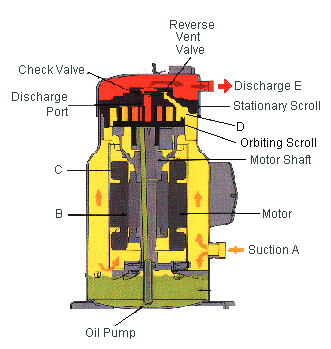 Reverse
Vent
Valve
Check Valve
Discharge E
Discharge
Port
Stationary Scroll
D
Orbiting Scroll
Motor Shaft
C
B
Motor
Suction A
Oil Pump